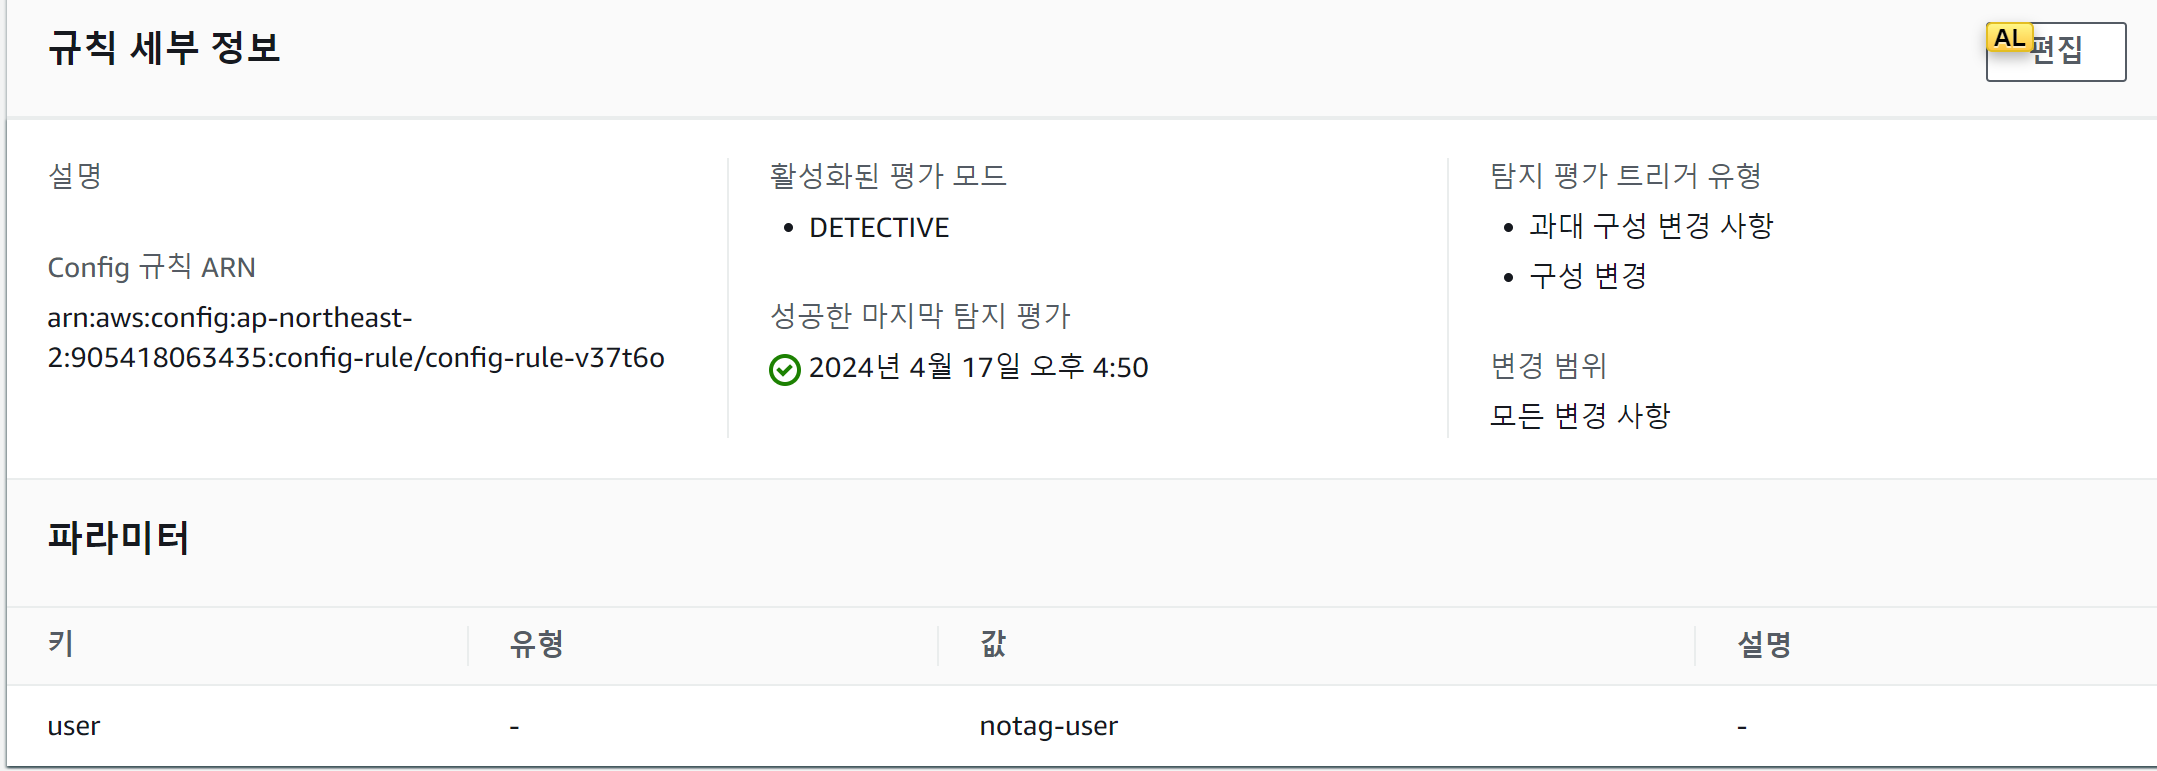 규칙 세부 정보
AL
편집
설명
Config 규칙 ARN
arn:aws:config:ap-northeast-
2:905418063435:config-rule/config-rule-v37t6o
활성화된 평가 모드
• DETECTIVE
성공한 마지막 탐지 평가
2024년 4월 17일 오후 4:50
탐지 평가 트리거 유형
• 과대 구성 변경 사항
• 구성 변경
변경 범위
모든 변경 사항
파라미터
키 유형 값 설명
user - notag-user -